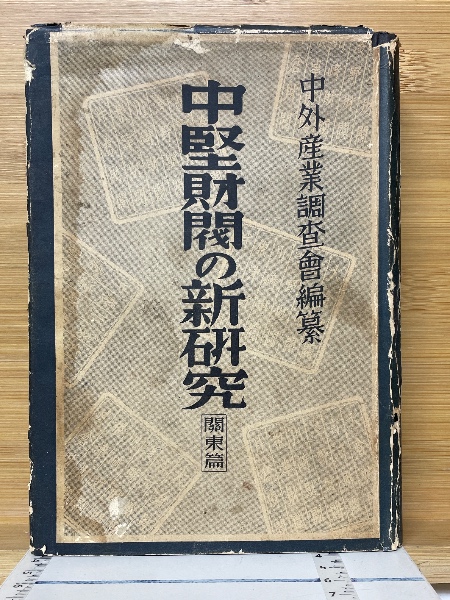 中外産業調査會編纂
中堅財閥の新研究
關東篇